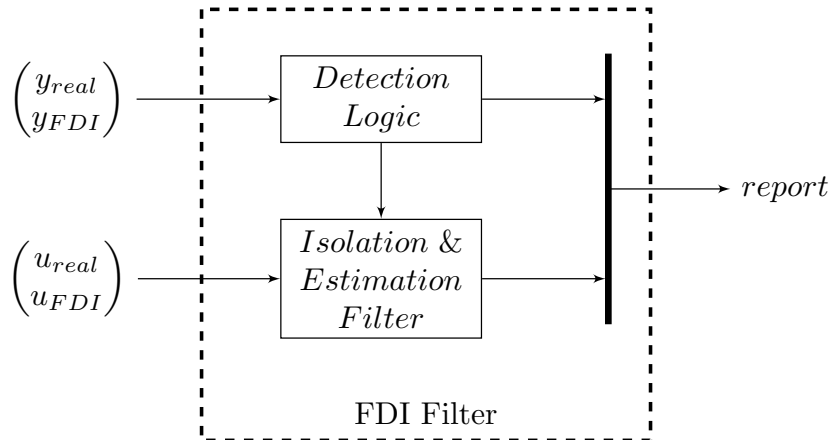 y_real
y_FDI
Detection
Logic
report
u_real
u_FDI
Isolation &
Estimation
Filter
FDI Filter